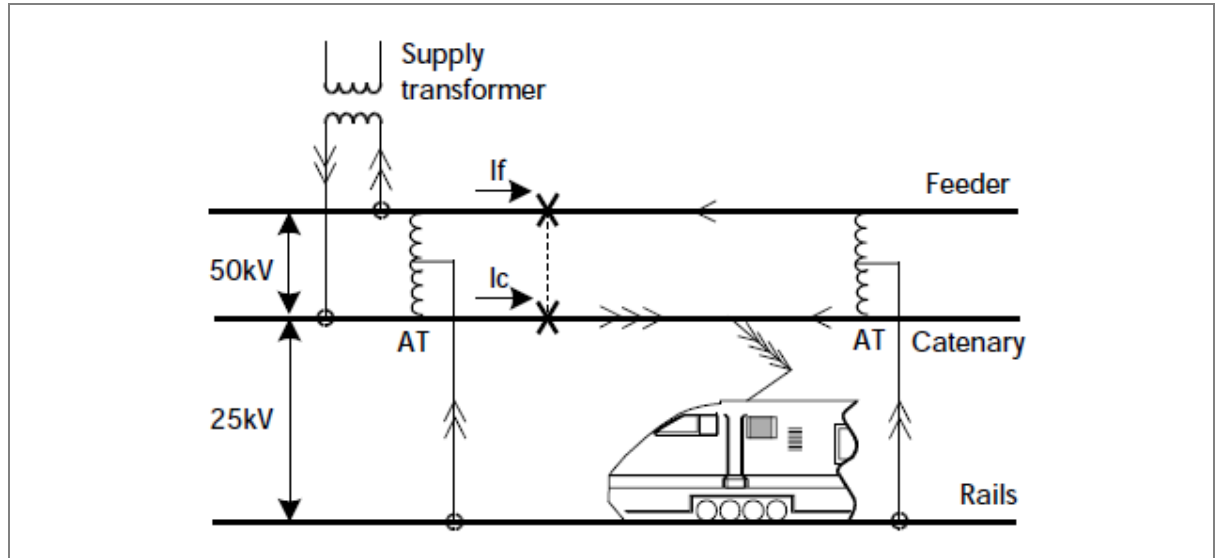 Supply
transformer
If
Feeder
50kV
Ic
AT
AT
Catenary
25kV
Rails